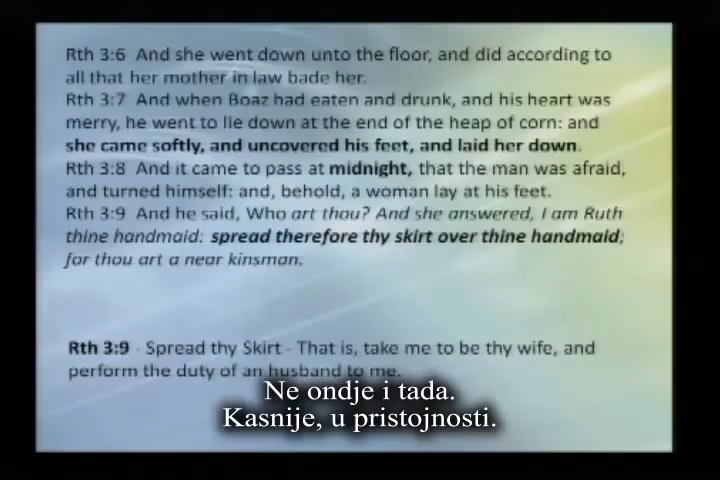 Rth 3:6  And she went down unto the floor, and did according to
all that her mother in law bade her.
Rth 3:7  And when Boaz had eaten and drunk, and his heart was
merry, he went to lie down at the end of the heap of corn: and
she came softly, and uncovered his feet, and laid her down.
Rth 3:8  And it came to pass at midnight, that the man was afraid,
and turned himself: and, behold, a woman lay at his feet.
Rth 3:9  And he said, Who art thou? And she answered, I am Ruth
thine handmaid: spread therefore thy skirt over thine handmaid;
for thou art a near kinsman.
Rth 3:9 - Spread thy Skirt - That is, take me to be thy wife, and
perform the duty of an husband to me.
Ne ondje i tada.
Kasnije, u pristojnosti.